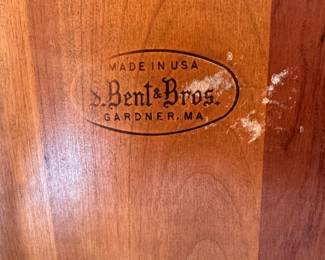 MADE IN USA
S.Bent & Bros.
GARDNER, MA